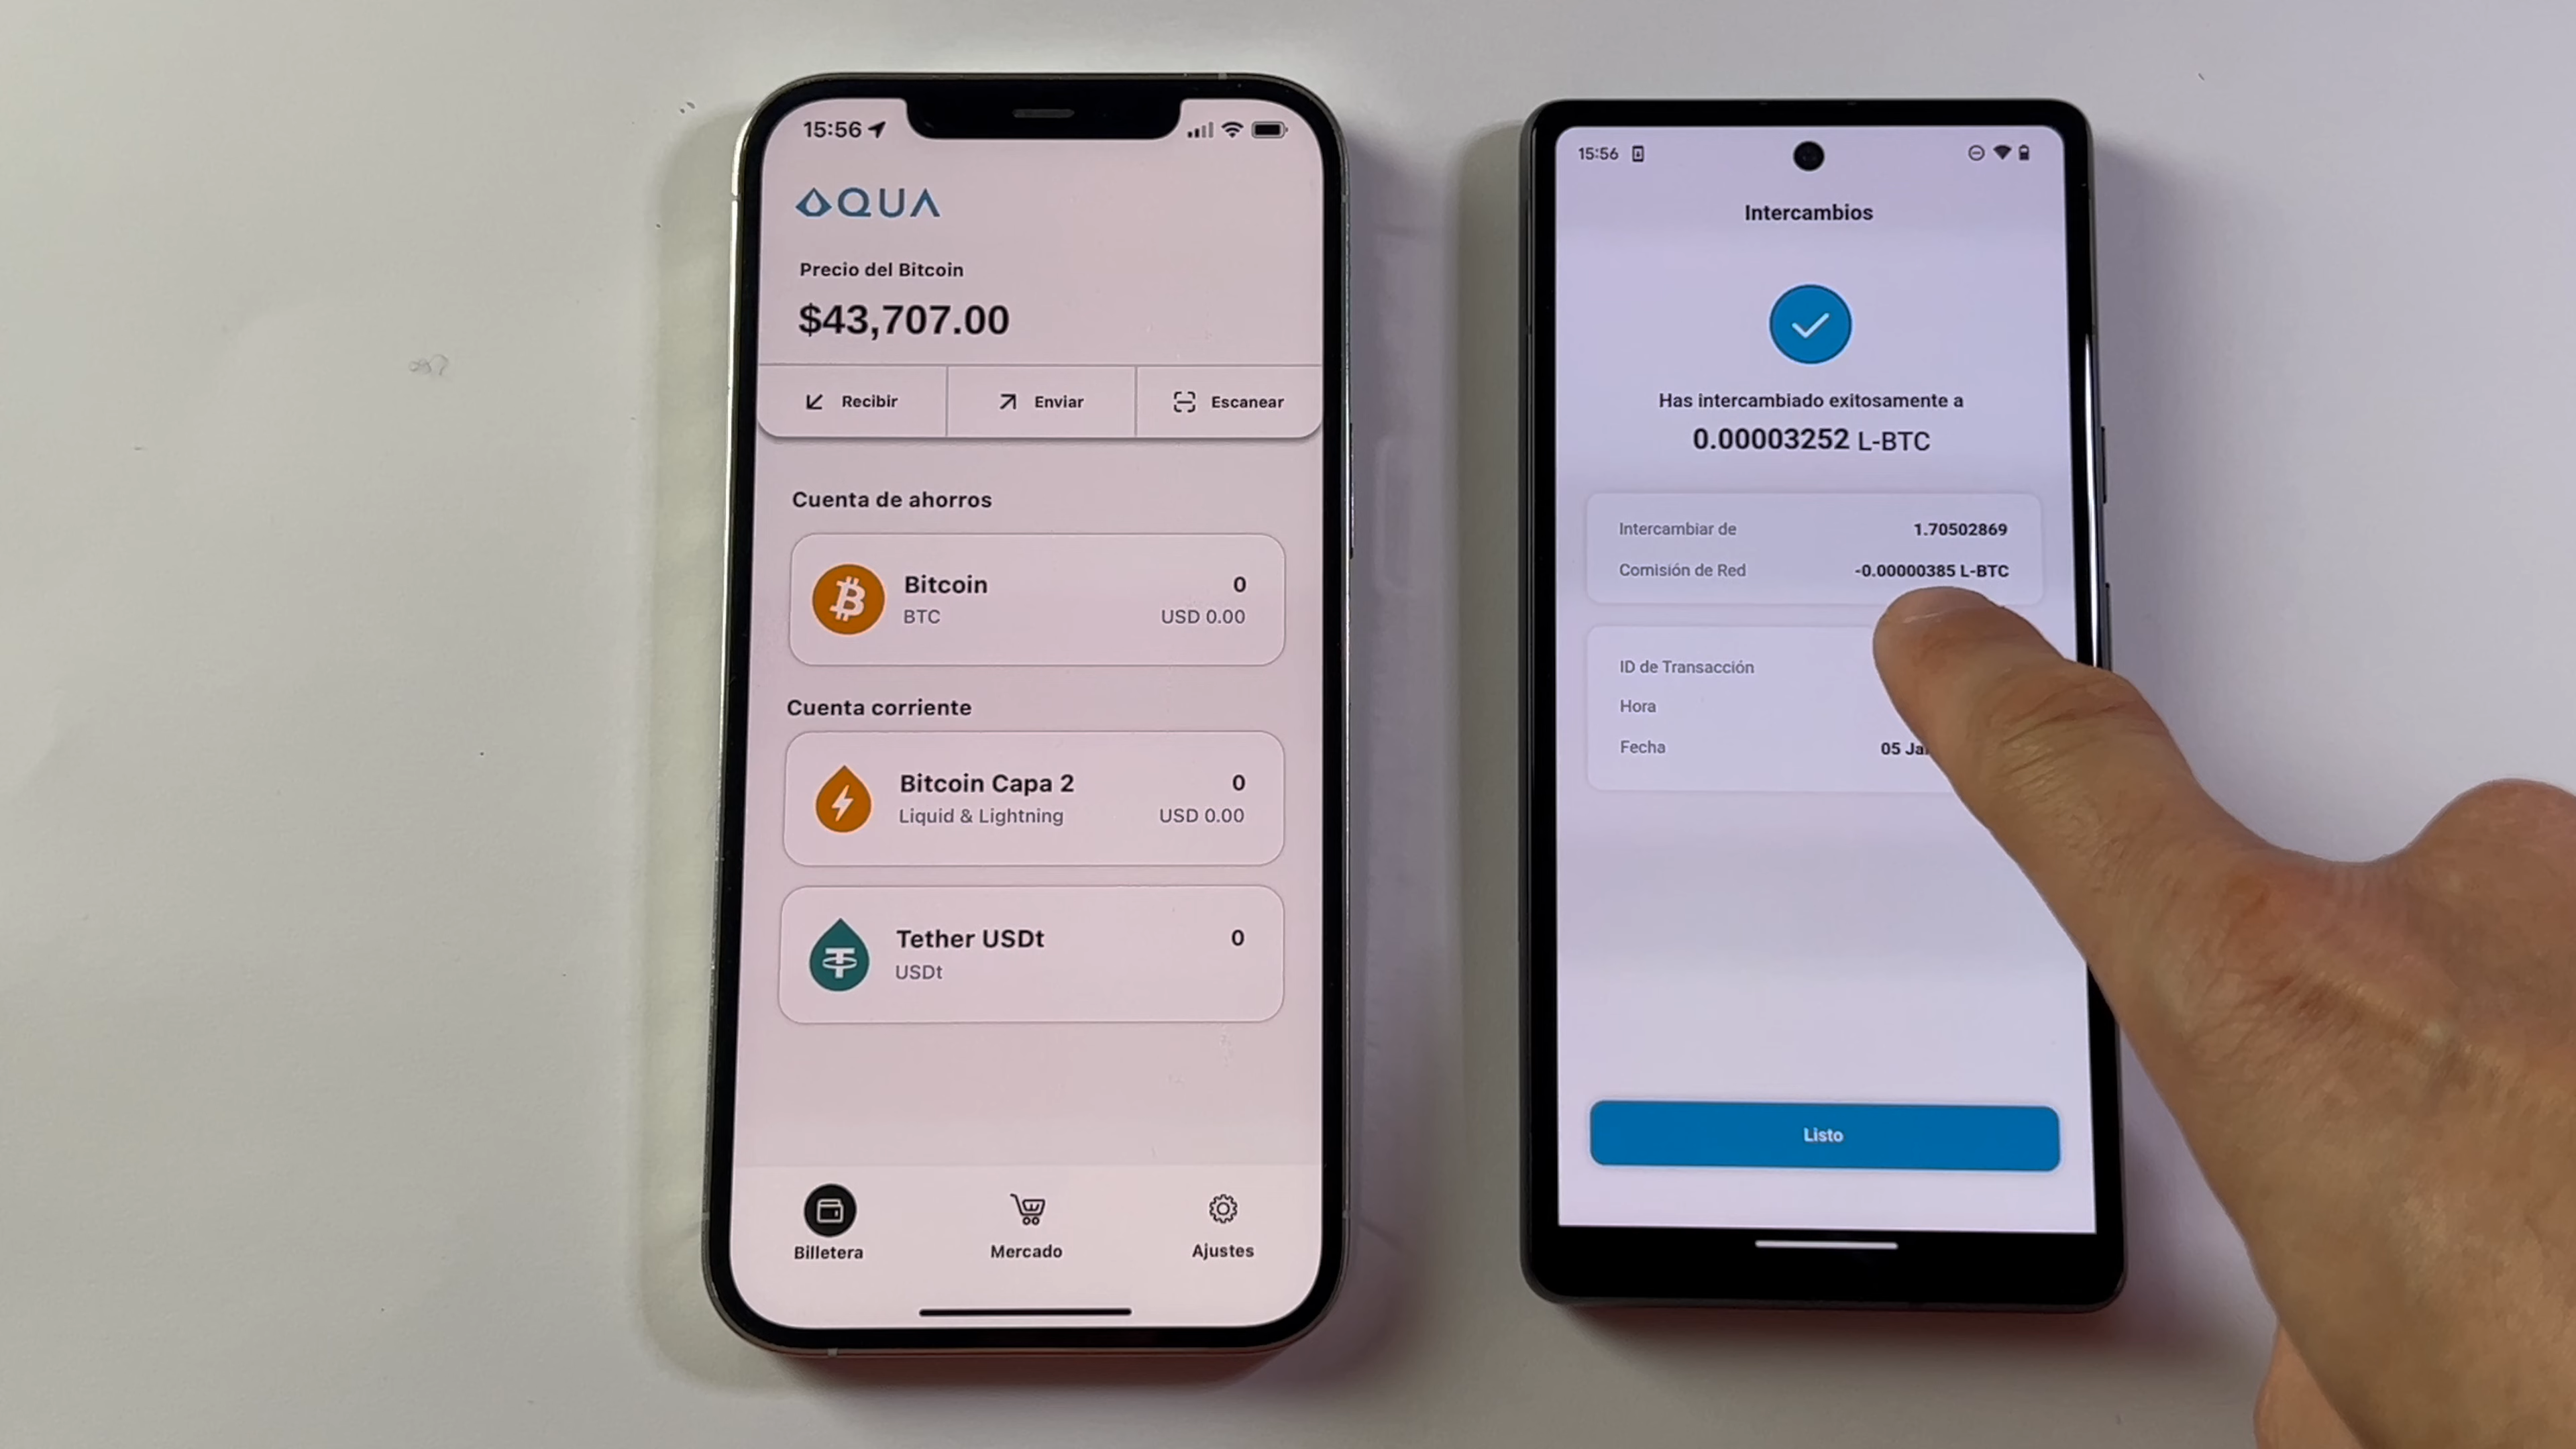 15:56
AQUA
Precio del Bitcoin
$43,707.00
Recibir
Enviar
Escanear
Cuenta de ahorros
Bitcoin 0
BTC USD 0.00
Cuenta corriente
Bitcoin Capa 2 0
Liquid & Lightning USD 0.00
Tether USDt 0
USDt
Billetera
Mercado
Ajustes
15:56
Intercambios
Has intercambiado exitosamente a
0.00003252 L-BTC
Intercambiar de 1.70502869
Comisión de Red -0.00000385 L-BTC
ID de Transacción
Hora
Fecha 05
Listo